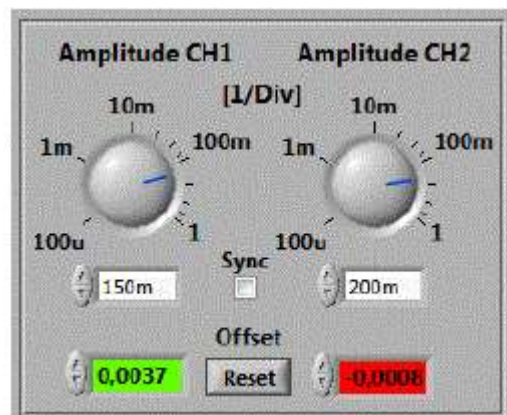 Amplitude CH1 Amplitude CH2
[1/Div]
10m 10m
100m 100m
1m 1m
100u 1 100u 1
Sync
150m 200m
Offset
0,0037 Reset -0,0008